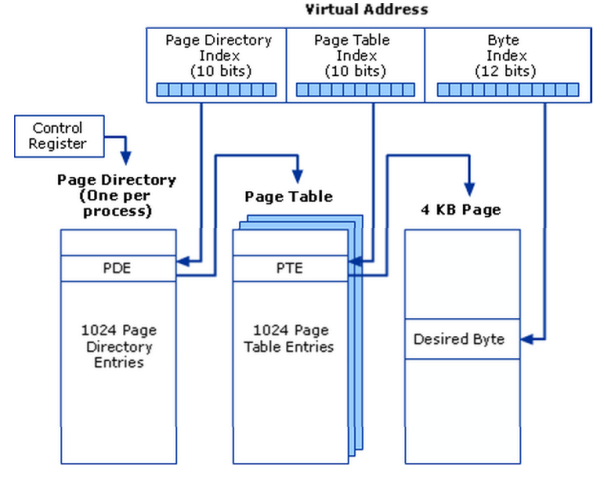 Virtual Address
Page Directory
Index
(10 bits)
Page Table
Index
(10 bits)
Byte
Index
(12 bits)
Control
Register
Page Directory
(One per
process)
Page Table
4 KB Page
PDE
PTE
1024 Page
Directory
Entries
1024 Page
Table Entries
Desired Byte